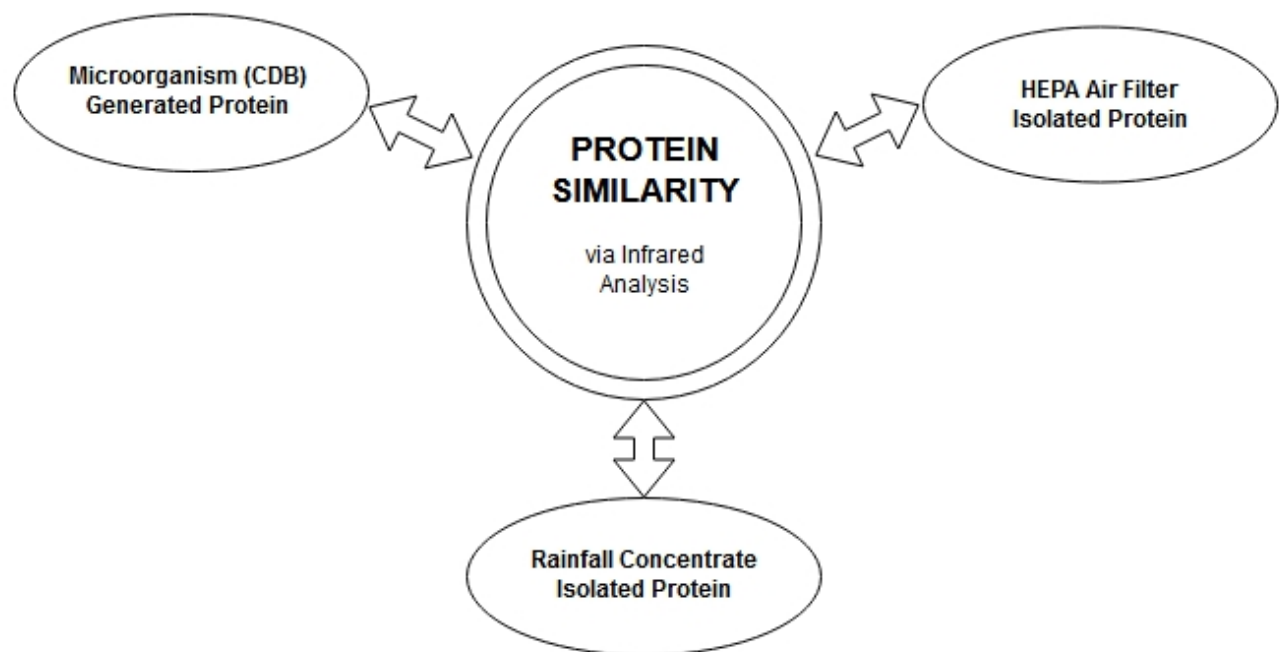 Microorganism (CDB)
Generated Protein
PROTEIN
SIMILARITY
via Infrared
Analysis
HEPA Air Filter
Isolated Protein
Rainfall Concentrate
Isolated Protein